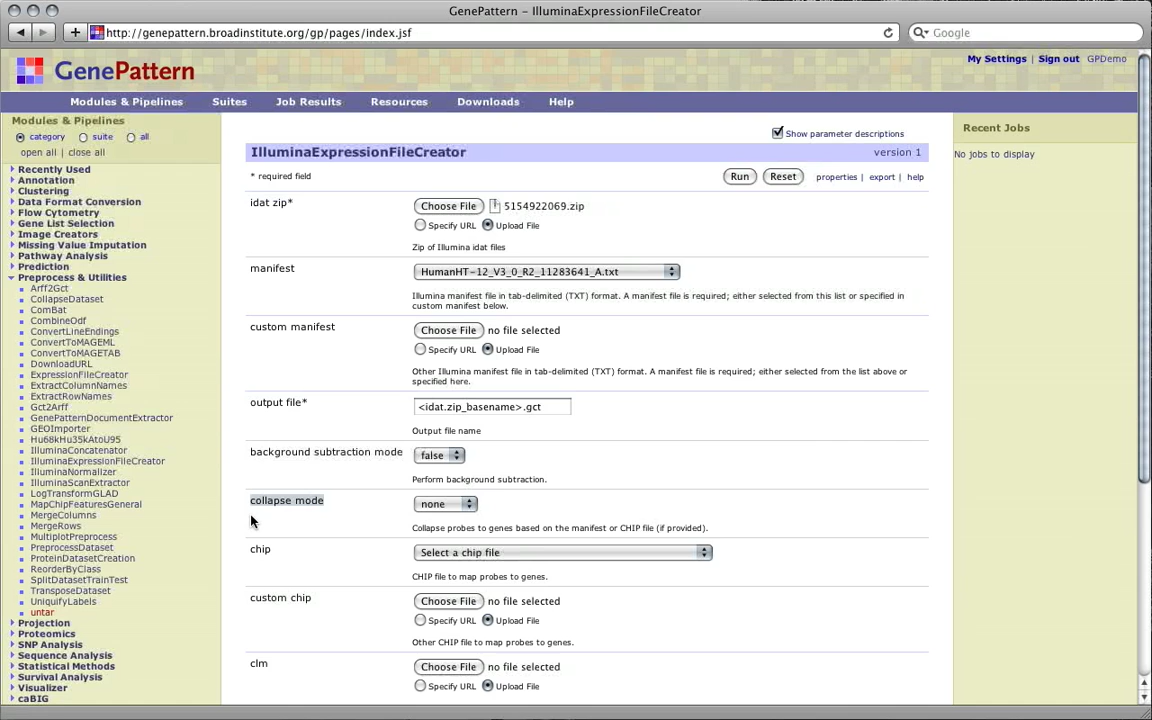 GenePattern - IlluminaExpressionFileCreator
http://genepattern.broadinstitute.org/gp/pages/index.jsf
Google
GenePattern
My Settings | Sign out GPDemo
Modules & Pipelines Suites Job Results Resources Downloads Help
Modules & Pipelines
category suite all
open all | close all
Recently Used
Annotation
Clustering
Data Format Conversion
Flow Cytometry
Gene List Selection
Image Creators
Missing Value Imputation
Pathway Analysis
Prediction
Preprocess & Utilities
Arff2Gct
CollapseDataset
ComBat
CombineOdf
ConvertLineEndings
ConvertToMAGEML
ConvertToMAGETAB
DownloadURL
ExpressionFileCreator
ExtractColumnNames
ExtractRowNames
Gct2Arff
GenePatternDocumentExtractor
GEOImporter
Hu68kHu35kAtoU95
IlluminaConcatenator
IlluminaExpressionFileCreator
IlluminaNormalizer
IlluminaScanExtractor
LogTransformGLAD
MapChipFeaturesGeneral
MergeColumns
MergeRows
MultiplotPreprocess
PreprocessDataset
ProteinDatasetCreation
ReorderByClass
SplitDatasetTrainTest
TransposeDataset
UniquifyLabels
untar
Projection
Proteomics
SNP Analysis
Sequence Analysis
Statistical Methods
Survival Analysis
Visualizer
caBIG
Show parameter descriptions
IlluminaExpressionFileCreator version 1
* required field Run Reset properties | export | help
idat zip* Choose File 5154922069.zip
Specify URL Upload File
Zip of Illumina idat files
manifest HumanHT-12_V3_0_R2_11283641_A.txt
Illumina manifest file in tab-delimited (TXT) format. A manifest file is required; either selected from this list or specified in
custom manifest below.
custom manifest Choose File no file selected
Specify URL Upload File
Other Illumina manifest file in tab-delimited (TXT) format. A manifest file is required; either selected from the list above or
specified here.
output file* <idat.zip_basename>.gct
Output file name
background subtraction mode false
Perform background subtraction.
collapse mode none
Collapse probes to genes based on the manifest or CHIP file (if provided).
chip Select a chip file
CHIP file to map probes to genes.
custom chip Choose File no file selected
Specify URL Upload File
Other CHIP file to map probes to genes.
clm Choose File no file selected
Specify URL Upload File
Recent Jobs
No jobs to display